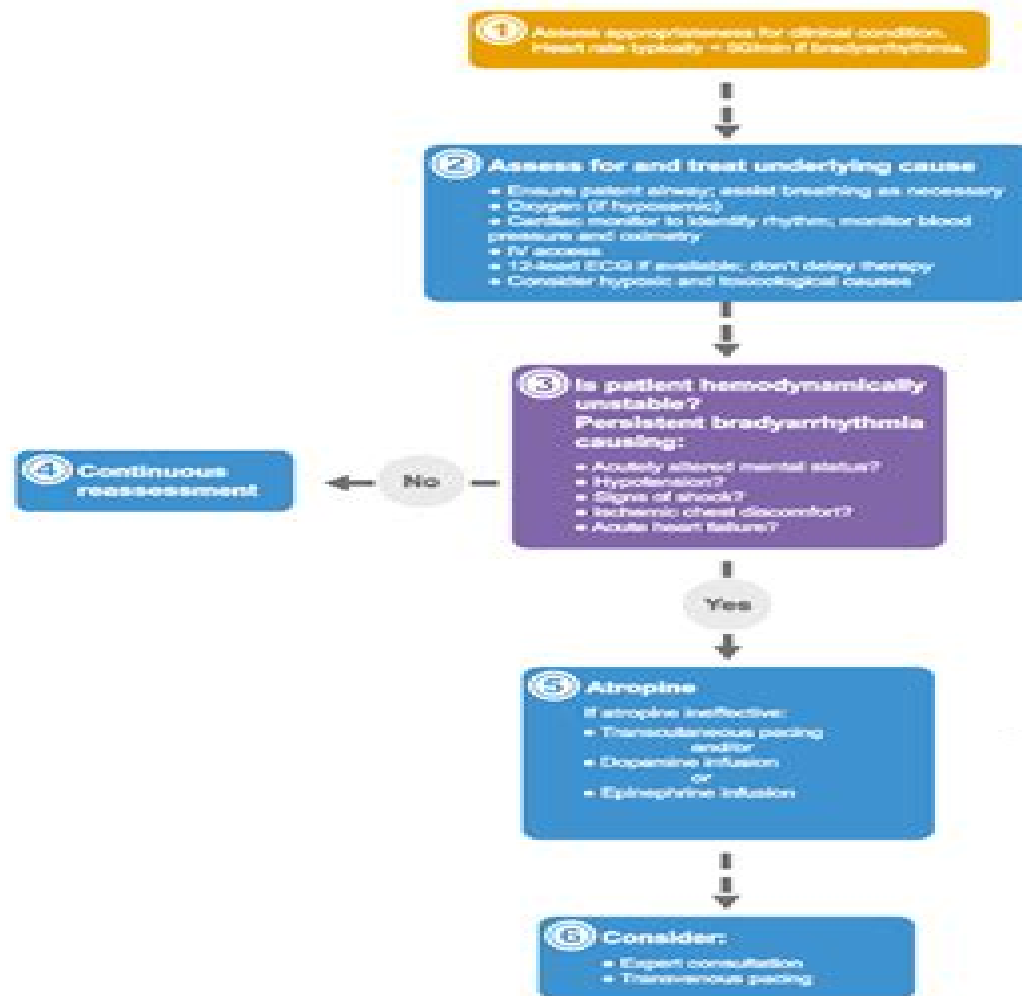 1 Assess appropriateness for clinical condition.
Heart rate typically < 50/min if bradyarrhythmia.
2 Assess for and treat underlying cause
• Ensure patient airway; assist breathing as necessary
• Oxygen (if hypoxemic)
• Cardiac monitor to identify rhythm; monitor blood
pressure and oximetry
• IV access
• 12-lead ECG if available; don't delay therapy
• Consider hypoxic and toxicological causes
3 Is patient hemodynamically
unstable?
Persistent bradyarrhythmia
causing:
• Acutely altered mental status?
• Hypotension?
• Signs of shock?
• Ischemic chest discomfort?
• Acute heart failure?
No
4 Continuous
reassessment
Yes
5 Atropine
If atropine ineffective:
• Transcutaneous pacing
and/or
• Dopamine infusion
or
• Epinephrine infusion
6 Consider:
• Expert consultation
• Transvenous pacing